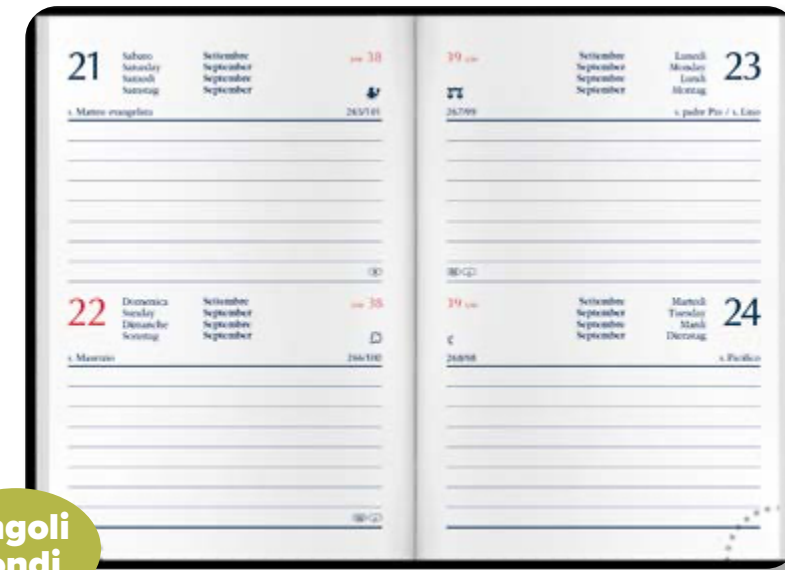 21
Sabato Settembre 38
Saturday September
Samedi Septembre
Samstag September
s. Matteo evangelista 265/101
22
Domenica Settembre 38
Sunday September
Dimanche Septembre
Sonntag September
s. Maurizio 266/100
39 Settembre Lunedì
September Monday
Septembre Lundi
September Montag
23
267/99 s. padre Pio / s. Lino
39 Settembre Martedì
September Tuesday
Septembre Mardi
September Dienstag
24
268/98 s. Pacifico
ngoli
ondi